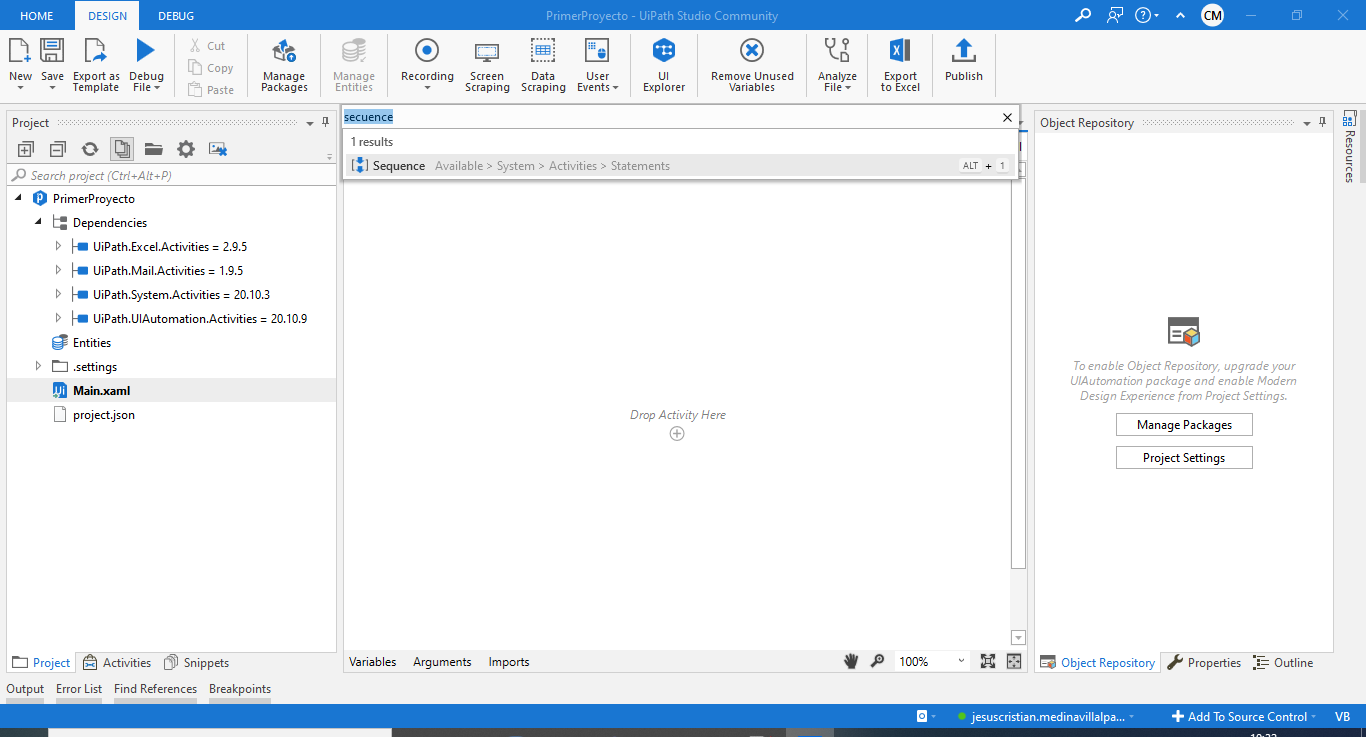 HOME DESIGN DEBUG PrimerProyecto - UiPath Studio Community CM
New Save Export as Template Debug File Cut Copy Paste Manage Packages Manage Entities Recording Screen Scraping Data Scraping User Events UI Explorer Remove Unused Variables Analyze File Export to Excel Publish
Project
Search project (Ctrl+Alt+P)
PrimerProyecto
Dependencies
UiPath.Excel.Activities = 2.9.5
UiPath.Mail.Activities = 1.9.5
UiPath.System.Activities = 20.10.3
UiPath.UIAutomation.Activities = 20.10.9
Entities
.settings
Main.xaml
project.json
Project Activities Snippets
secuence
1 results
Sequence Available > System > Activities > Statements ALT + 1
Drop Activity Here
Variables Arguments Imports 100%
Object Repository
To enable Object Repository, upgrade your
UIAutomation package and enable Modern
Design Experience from Project Settings.
Manage Packages
Project Settings
Object Repository Properties Outline
Resources
Output Error List Find References Breakpoints
jesuscristian.medinavillalpa... Add To Source Control VB